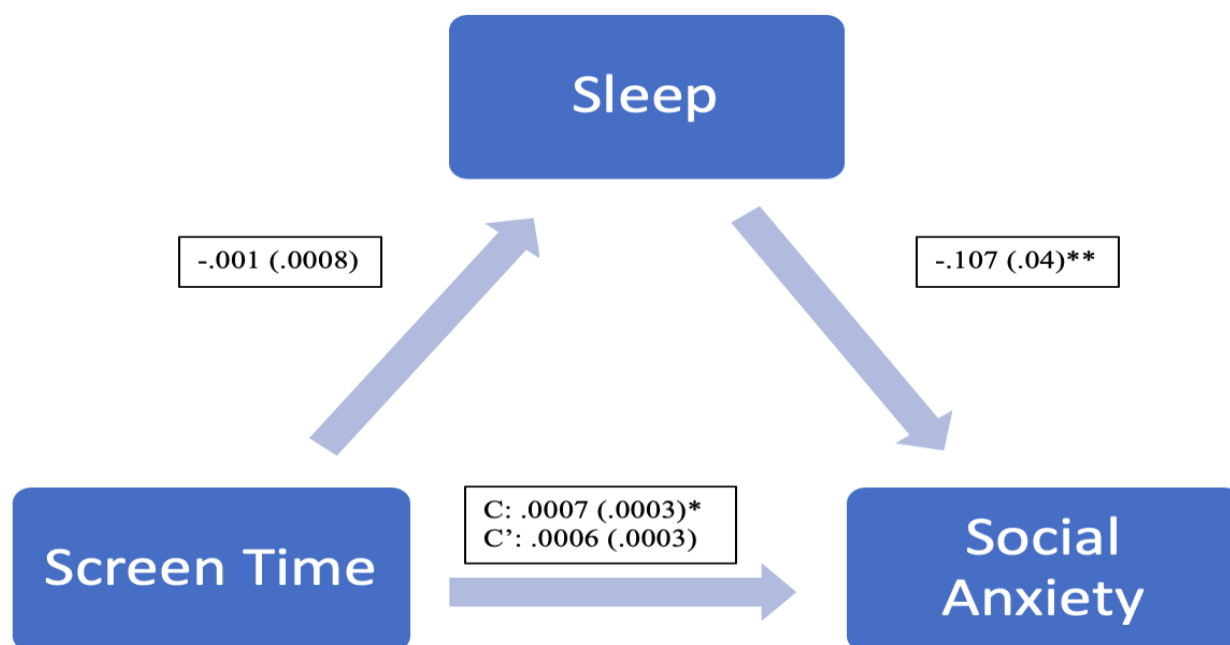 Sleep
-.001 (.0008)
-.107 (.04)**
C: .0007 (.0003)*
C’: .0006 (.0003)
Screen Time
Social
Anxiety